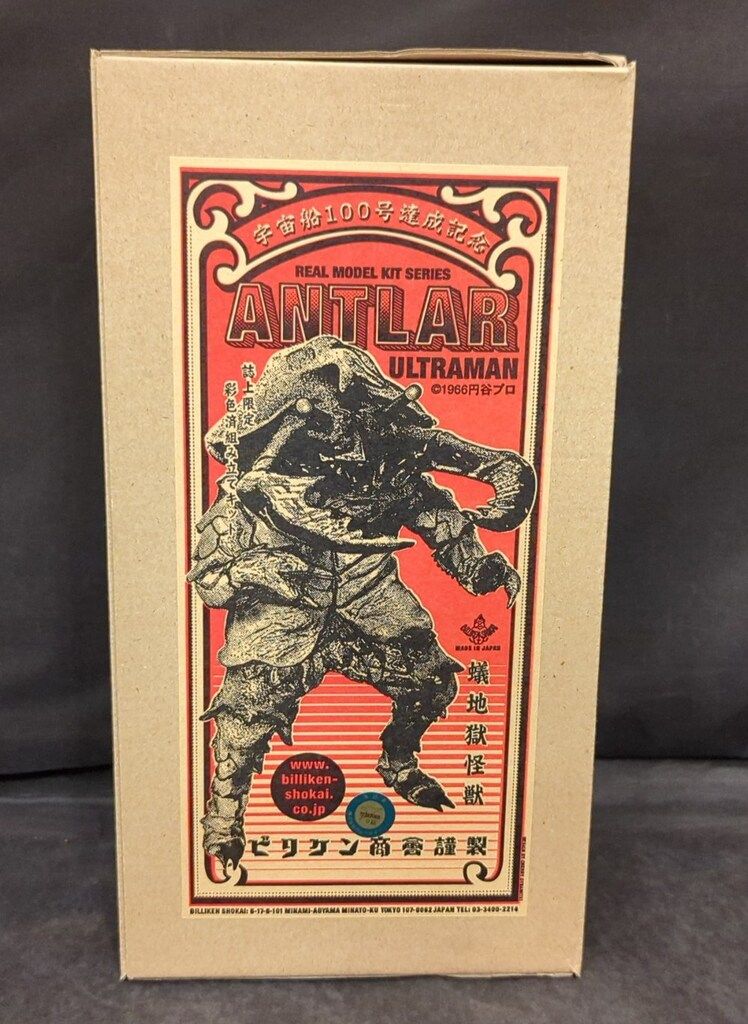 宇宙船100号達成記念
REAL MODEL KIT SERIES
ANTLAR
ULTRAMAN
©1966円谷プロ
誌上限定
彩色済組み立てキット
BILLIKEN SHOKAI
MADE IN JAPAN
蟻地獄怪獣
www.
billiken-
shokai.
co.jp
ビリケン商會謹製
BILLIKEN SHOKAI: 5-17-6-101 MINAMI-AOYAMA MINATO-KU TOKYO 107-0062 JAPAN TEL: 03-3400-2214